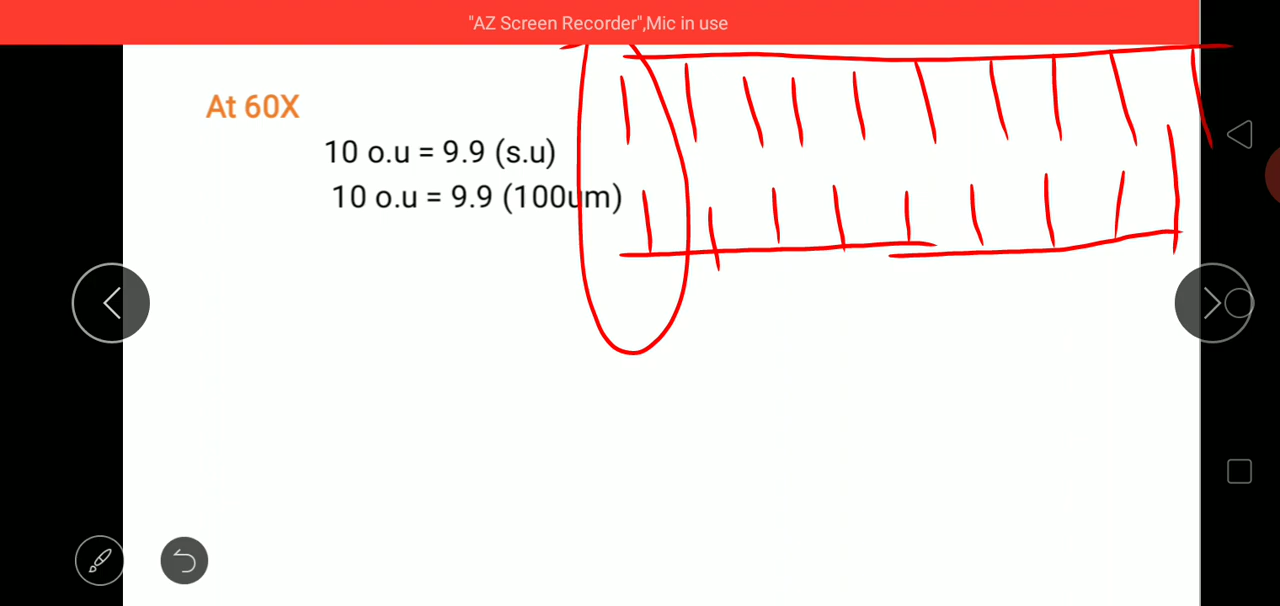 "AZ Screen Recorder",Mic in use
At 60X
10 o.u = 9.9 (s.u)
10 o.u = 9.9 (100um)